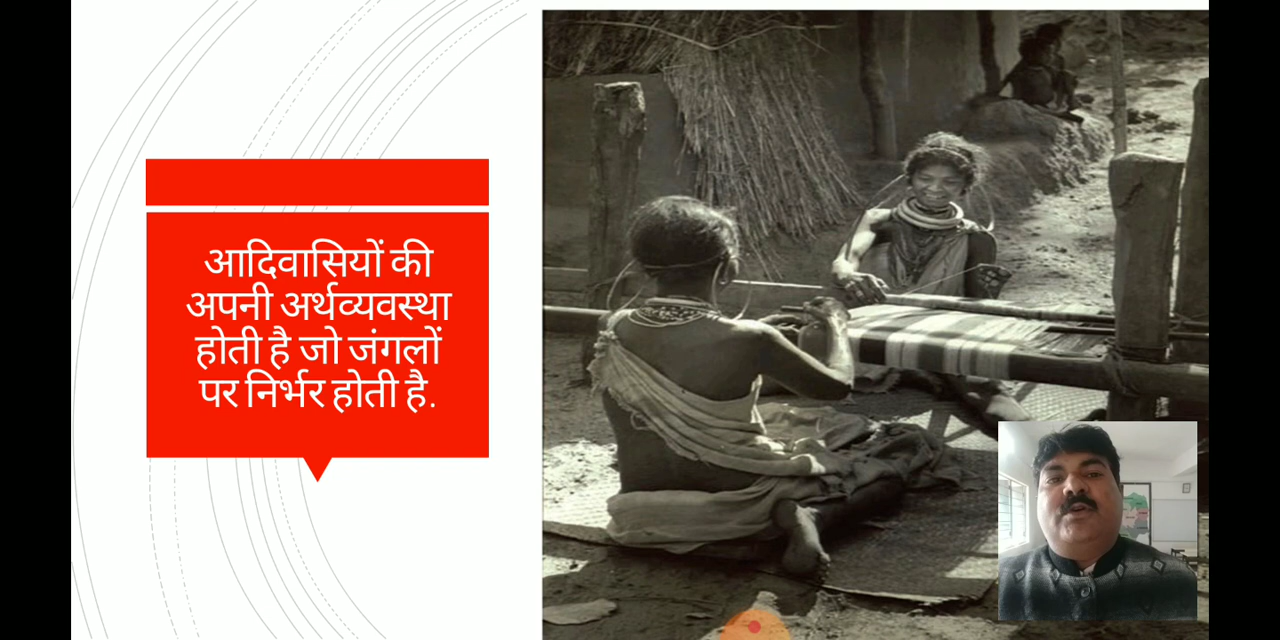 आदिवासियों की
अपनी अर्थव्यवस्था
होती है जो जंगलों
पर निर्भर होती है.